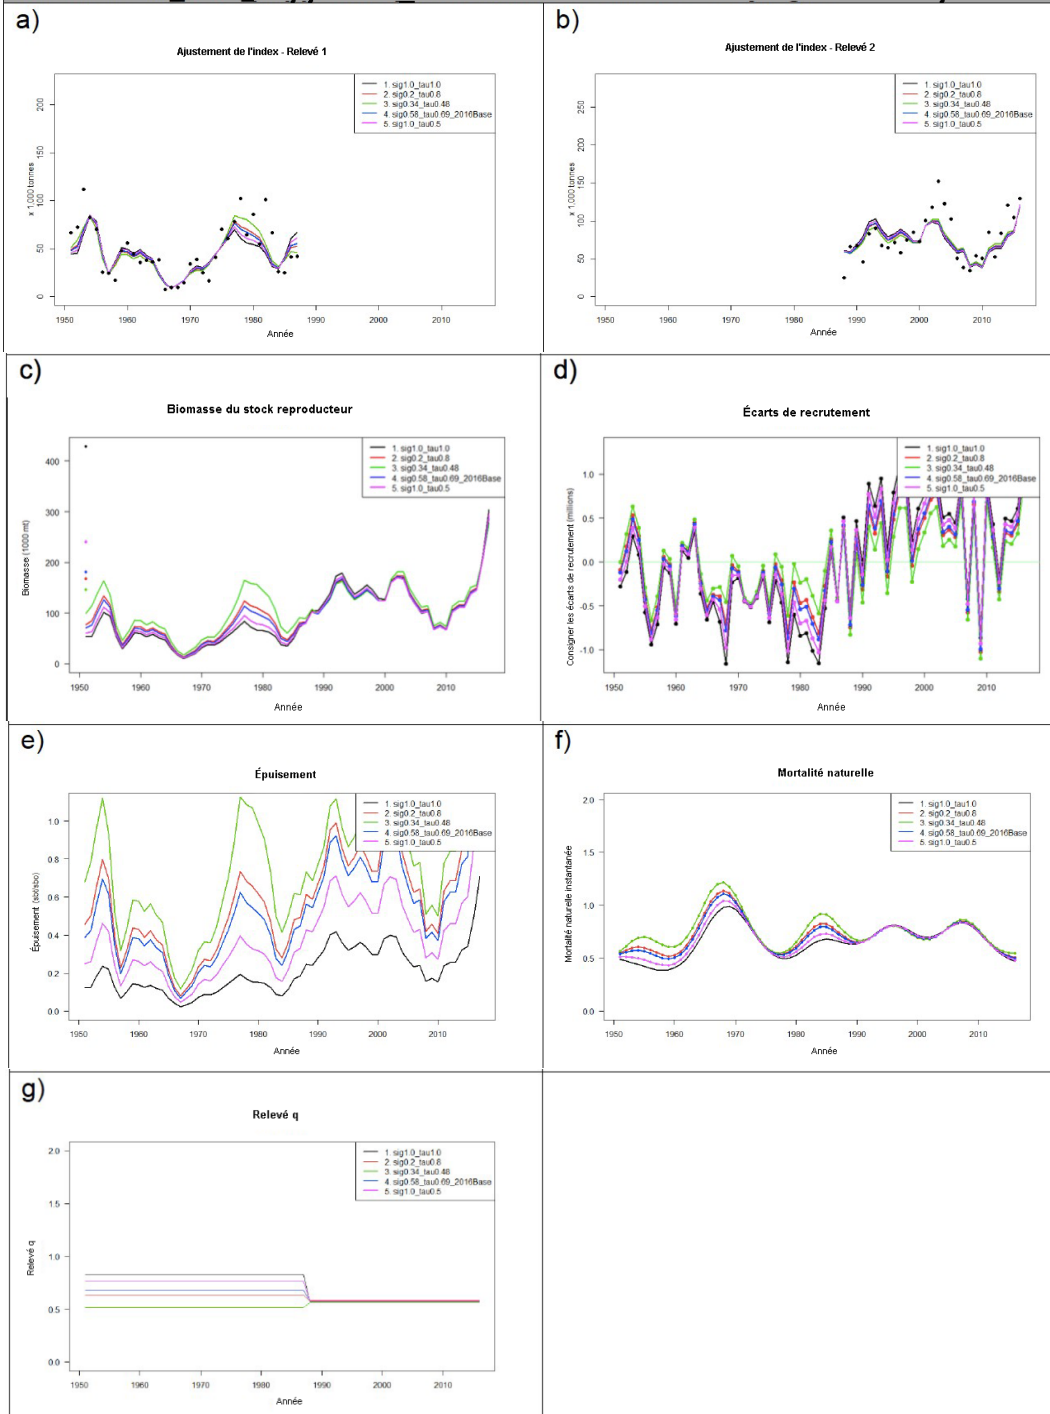 a)
Ajustement de l'index - Relevé 1
1. sig1.0_tau1.0
2. sig0.2_tau0.8
3. sig0.34_tau0.48
4. sig0.58_tau0.69_2016Base
5. sig1.0_tau0.5
x 1,000 tonnes
0 50 100 150 200
1950 1960 1970 1980 1990 2000 2010
Année
b)
Ajustement de l'index - Relevé 2
1. sig1.0_tau1.0
2. sig0.2_tau0.8
3. sig0.34_tau0.48
4. sig0.58_tau0.69_2016Base
5. sig1.0_tau0.5
x 1,000 tonnes
0 50 100 150 200 250
1950 1960 1970 1980 1990 2000 2010
Année
c)
Biomasse du stock reproducteur
1. sig1.0_tau1.0
2. sig0.2_tau0.8
3. sig0.34_tau0.48
4. sig0.58_tau0.69_2016Base
5. sig1.0_tau0.5
Biomasse (1000 mt)
400
300
200
100
0
1950 1960 1970 1980 1990 2000 2010
Année
d)
Écarts de recrutement
1. sig1.0_tau1.0
2. sig0.2_tau0.8
3. sig0.34_tau0.48
4. sig0.58_tau0.69_2016Base
5. sig1.0_tau0.5
Consigner les écarts de recrutement (millions)
1.0
0.5
0.0
-0.5
-1.0
1950 1960 1970 1980 1990 2000 2010
Année
e)
Épuisement
1. sig1.0_tau1.0
2. sig0.2_tau0.8
3. sig0.34_tau0.48
4. sig0.58_tau0.69_2016Base
5. sig1.0_tau0.5
Épuisement (sbt/sbo)
1.0
0.8
0.6
0.4
0.2
0.0
1950 1960 1970 1980 1990 2000 2010
Année
f)
Mortalité naturelle
1. sig1.0_tau1.0
2. sig0.2_tau0.8
3. sig0.34_tau0.48
4. sig0.58_tau0.69_2016Base
5. sig1.0_tau0.5
Mortalité naturelle instantanée
2.0
1.5
1.0
0.5
0.0
1950 1960 1970 1980 1990 2000 2010
Année
g)
Relevé q
1. sig1.0_tau1.0
2. sig0.2_tau0.8
3. sig0.34_tau0.48
4. sig0.58_tau0.69_2016Base
5. sig1.0_tau0.5
Relevé q
2.0
1.5
1.0
0.5
0.0
1950 1960 1970 1980 1990 2000 2010
Année